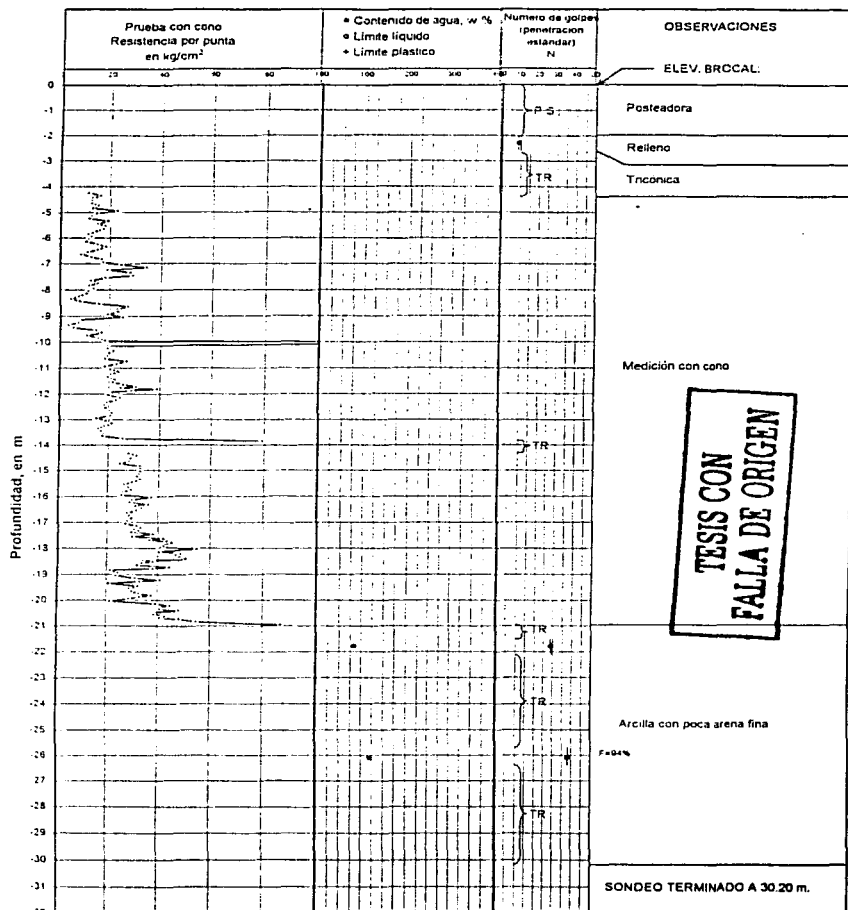 Prueba con cono
Resistencia por punta
en kg/cm²
• Contenido de agua, w %
o Límite líquido
+ Límite plastico
Numero de golpes
(penetracion
estándar)
N
OBSERVACIONES
20 40 60 80 100
100 200 300 400
10 20 30 40 50
ELEV. BROCAL:
Profundidad, en m
0
-1
-2
-3
-4
-5
-6
-7
-8
-9
-10
-11
-12
-13
-14
-15
-16
-17
-18
-19
-20
-21
-22
-23
-24
-25
-26
-27
-28
-29
-30
-31
P S
TR
TR
TR
TR
TR
Posteadora
Relleno
Triconica
Medición con cono
TESIS CON
FALLA DE ORIGEN
Arcilla con poca arena fina
F=94%
SONDEO TERMINADO A 30.20 m.